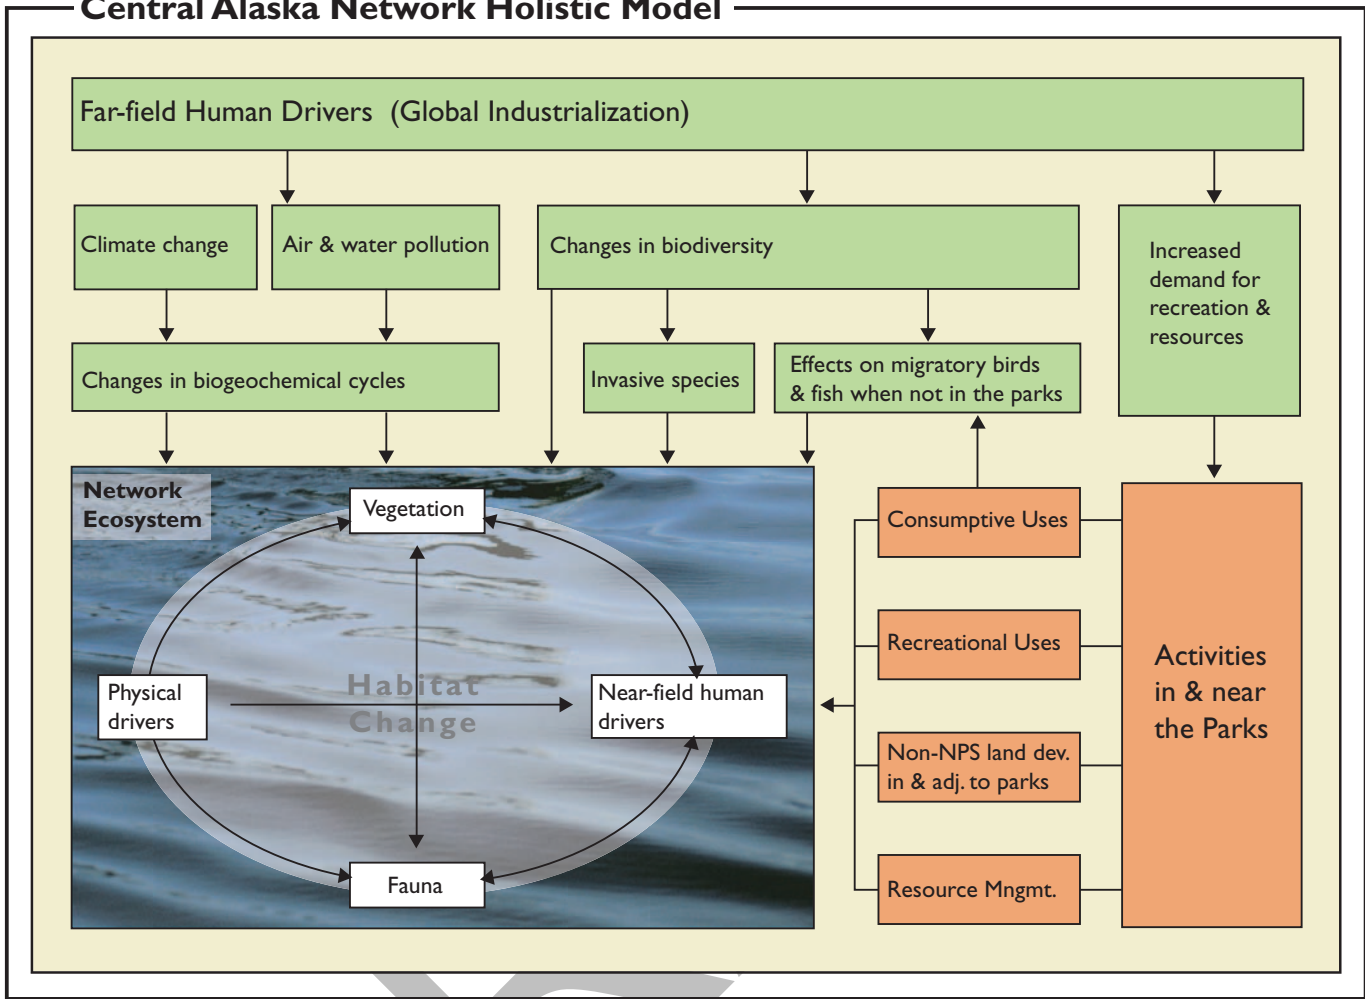 Central Alaska Network Holistic Model
Far-field Human Drivers (Global Industrialization)
Climate change
Air & water pollution
Changes in biodiversity
Increased
demand for
recreation &
resources
Changes in biogeochemical cycles
Invasive species
Effects on migratory birds
& fish when not in the parks
Network
Ecosystem
Vegetation
Physical
drivers
Habitat
Change
Near-field human
drivers
Fauna
Consumptive Uses
Recreational Uses
Non-NPS land dev.
in & adj. to parks
Resource Mngmt.
Activities
in & near
the Parks